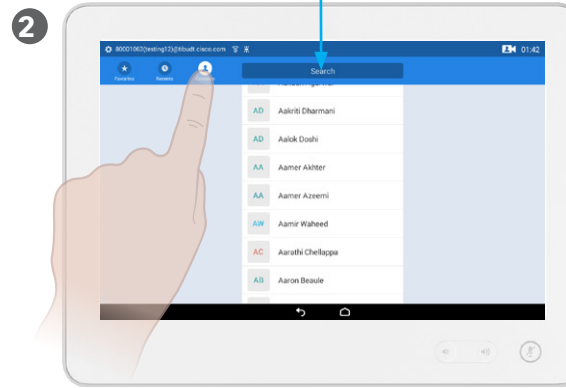 2
80001063(testing12)@tibudt.cisco.com 01:42
Favorites Recents
Search
AD Aakriti Dharmani
AD Aalok Doshi
AA Aamer Akhter
AA Aamer Azeemi
AW Aamir Waheed
AC Aarathi Chellappa
AB Aaron Beaule